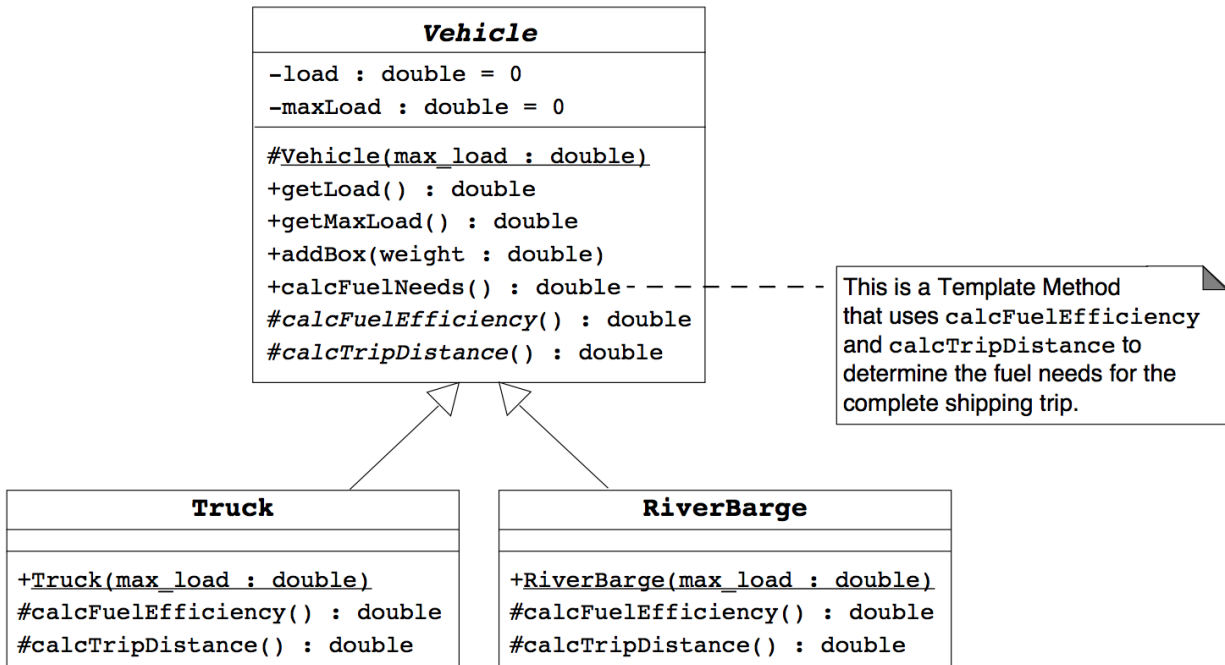 Vehicle
-load : double = 0
-maxLoad : double = 0
#Vehicle(max_load : double)
+getLoad() : double
+getMaxLoad() : double
+addBox(weight : double)
+calcFuelNeeds() : double
#calcFuelEfficiency() : double
#calcTripDistance() : double
This is a Template Method
that uses calcFuelEfficiency
and calcTripDistance to
determine the fuel needs for the
complete shipping trip.
Truck
+Truck(max_load : double)
#calcFuelEfficiency() : double
#calcTripDistance() : double
RiverBarge
+RiverBarge(max_load : double)
#calcFuelEfficiency() : double
#calcTripDistance() : double